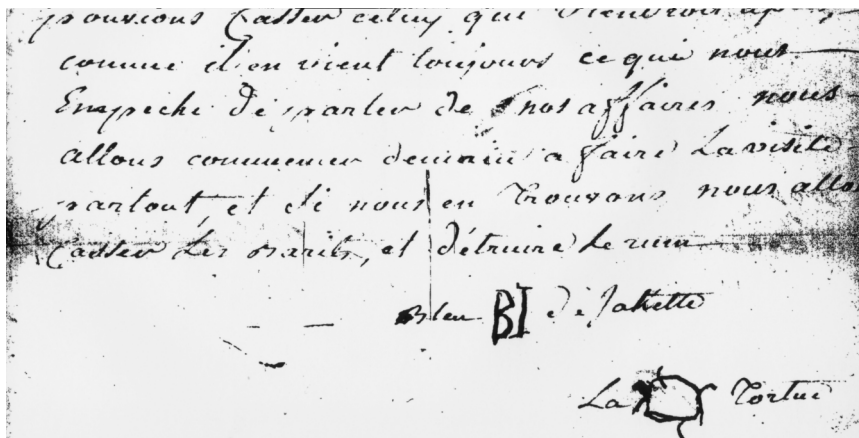 pouvions Casser celuy qui viendroit apres
comme il en vient toujours ce qui nous
Empeche de parler de nos affaires nous
allons commencer demain a faire La visite
partout, et si nous en Trouvons nous allo
Casser Les barils, et détruire Le rum
Bleu BI de Jakette
La Tortue